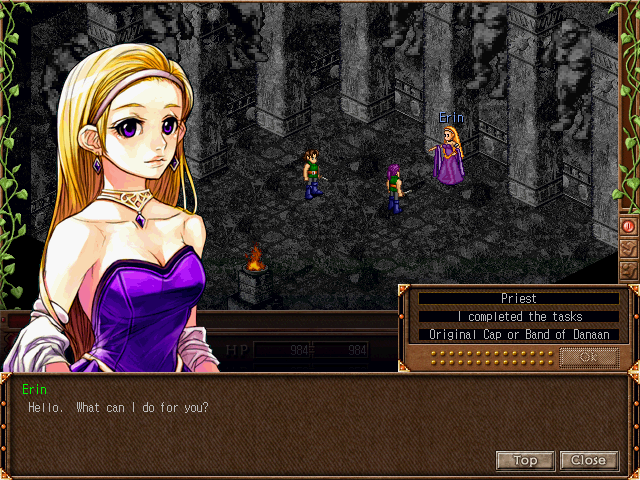 Erin
Priest
I completed the tasks
Original Cap or Band of Danaan
Ok
HP 984 984
Erin
Hello. What can I do for you?
Top
Close